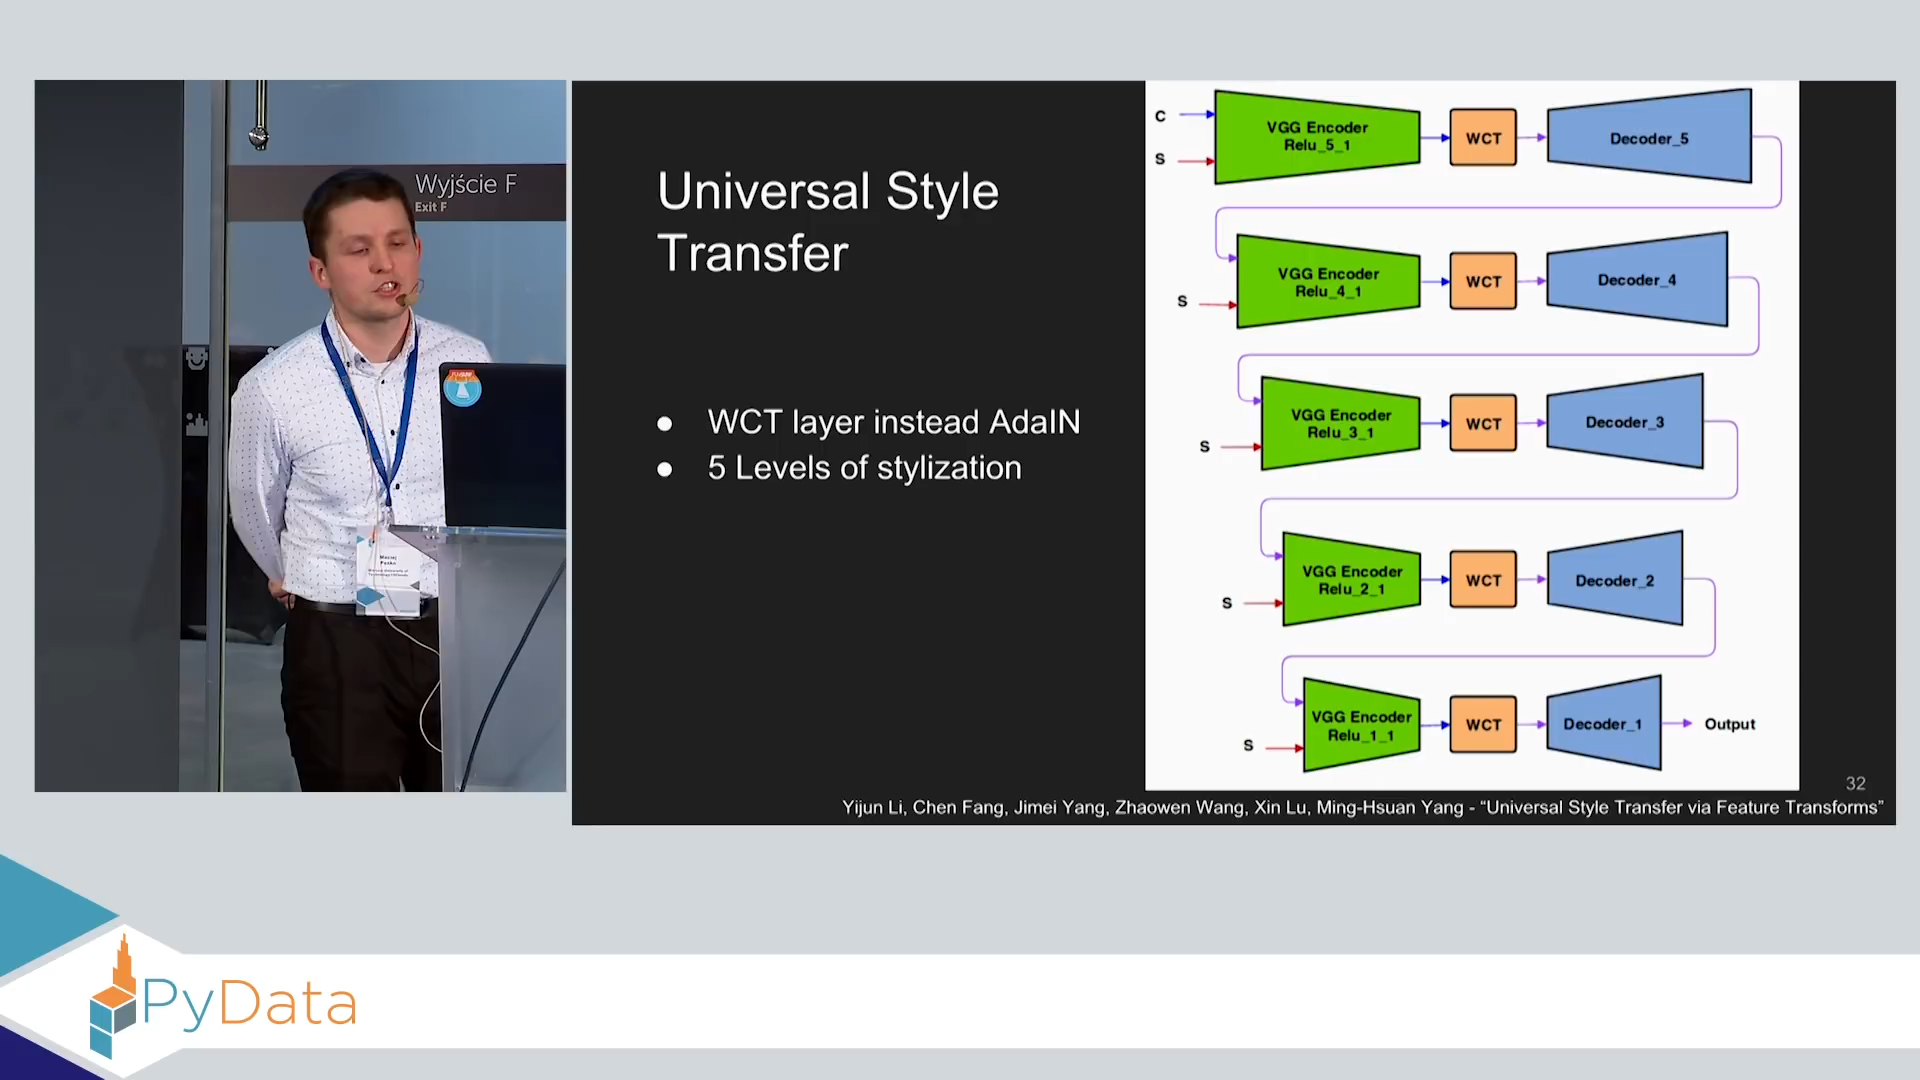 Wyjście F
Exit F
Maciej
Universal Style
Transfer
● WCT layer instead AdaIN
● 5 Levels of stylization
C
S
VGG Encoder
Relu_5_1
WCT
Decoder_5
S
VGG Encoder
Relu_4_1
WCT
Decoder_4
S
VGG Encoder
Relu_3_1
WCT
Decoder_3
S
VGG Encoder
Relu_2_1
WCT
Decoder_2
S
VGG Encoder
Relu_1_1
WCT
Decoder_1
Output
32
Yijun Li, Chen Fang, Jimei Yang, Zhaowen Wang, Xin Lu, Ming-Hsuan Yang - “Universal Style Transfer via Feature Transforms”
PyData